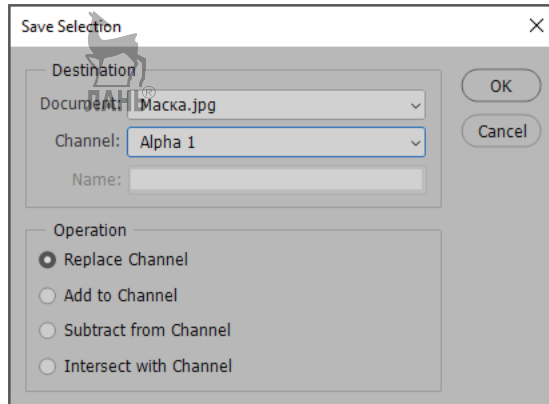 Save Selection
Destination
ЛАНЬ®
Document: Маска.jpg
OK
Channel: Alpha 1
Cancel
Name:
Operation
Replace Channel
Add to Channel
Subtract from Channel
Intersect with Channel